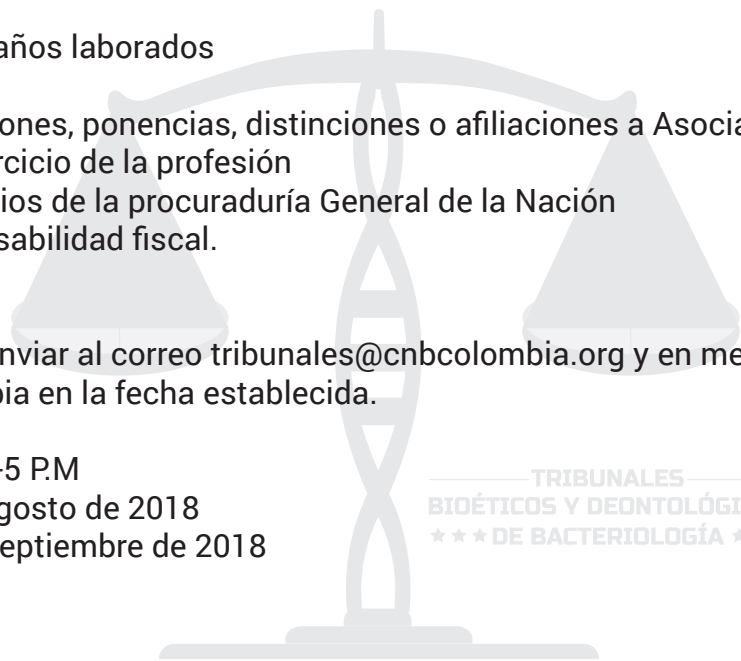 años laborados
ones, ponencias, distinciones o afiliaciones a Asocia
rcicio de la profesión
ios de la procuraduría General de la Nación
sabilidad fiscal.
nviar al correo tribunales@cnbcolombia.org y en me
bia en la fecha establecida.
-5 P.M
gosto de 2018
eptiembre de 2018
TRIBUNALES
BIOÉTICOS Y DEONTOLÓGI
DE BACTERIOLOGÍA